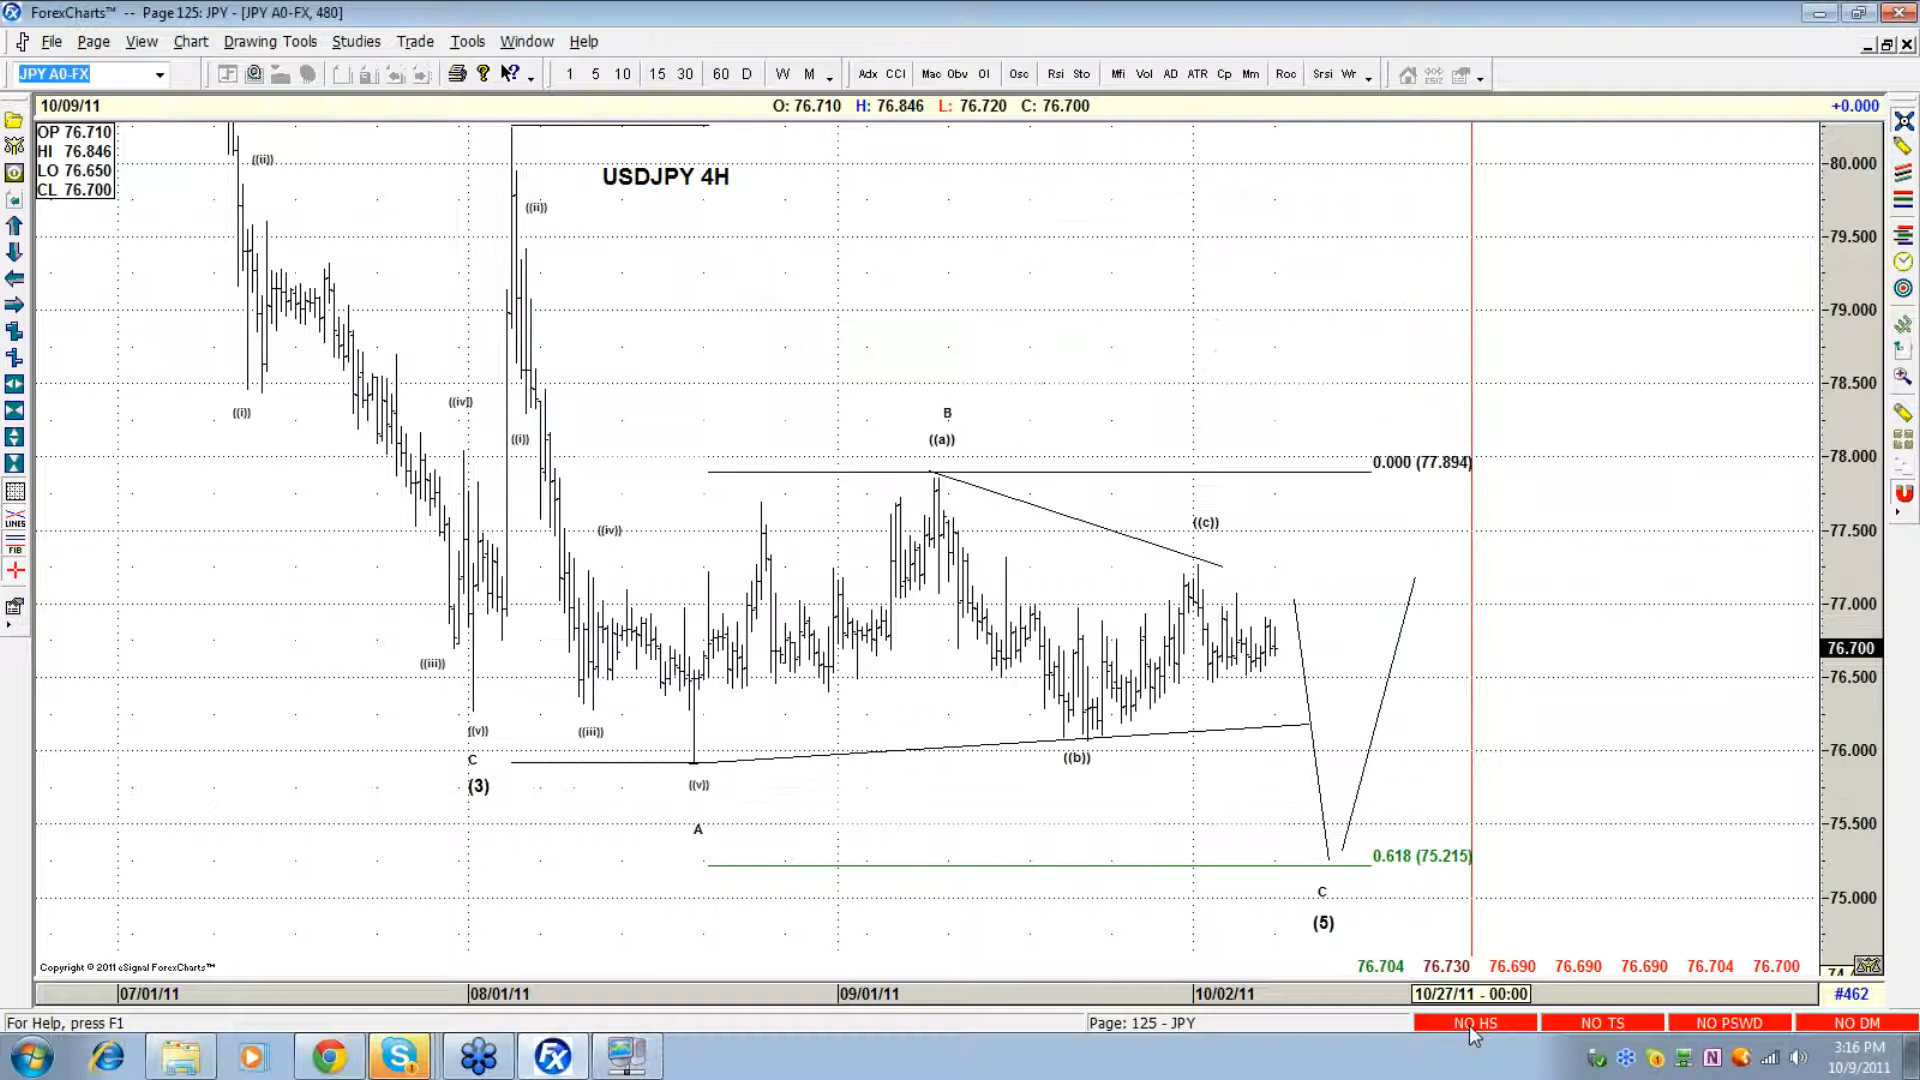 ForexCharts™ -- Page 125: JPY - [JPY A0-FX, 480]
File Page View Chart Drawing Tools Studies Trade Tools Window Help
JPY A0-FX 1 5 10 15 30 60 D W M Adx CCI Mac Obv OI Osc Rsi Sto Mfi Vol AD ATR Cp Mm Roc Srsi Wr
10/09/11 O: 76.710 H: 76.846 L: 76.720 C: 76.700 +0.000
OP 76.710
HI 76.846
LO 76.650
CL 76.700
USDJPY 4H
((ii))
((ii))
((i))
((iv))
((i))
((iv))
((iii))
((v))
C
(3)
((iii))
((v))
A
B
((a))
((b))
((c))
0.000 (77.894)
0.618 (75.215)
C
(5)
80.000
79.500
79.000
78.500
78.000
77.500
77.000
76.700
76.500
76.000
75.500
75.000
LINES
FIB
Copyright © 2011 eSignal ForexCharts™
76.704 76.730 76.690 76.690 76.690 76.704 76.700
07/01/11 08/01/11 09/01/11 10/02/11 10/27/11 - 00:00 #462
For Help, press F1 Page: 125 - JPY NO HS NO TS NO PSWD NO DM
3:16 PM
10/9/2011